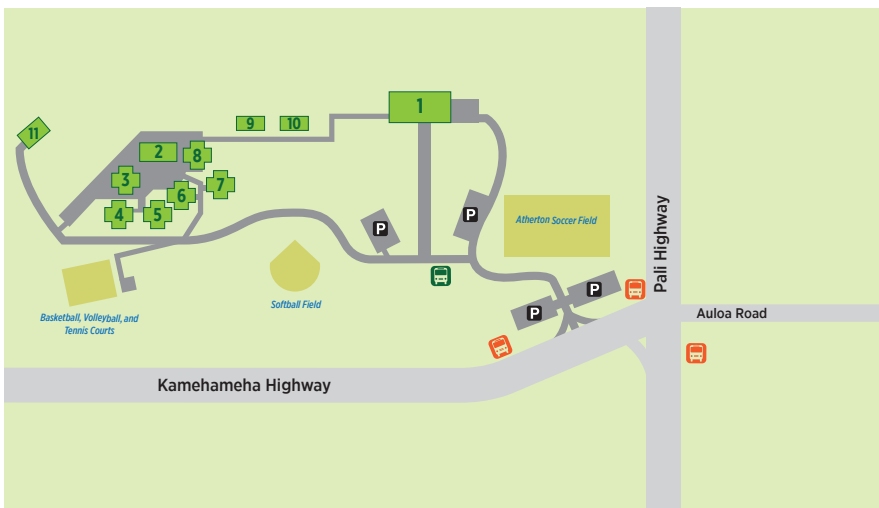 1
9
10
11
2
8
3
7
6
4
5
P
P
Atherton Soccer Field
Pali Highway
Softball Field
P
P
Auloa Road
Basketball, Volleyball, and
Tennis Courts
Kamehameha Highway